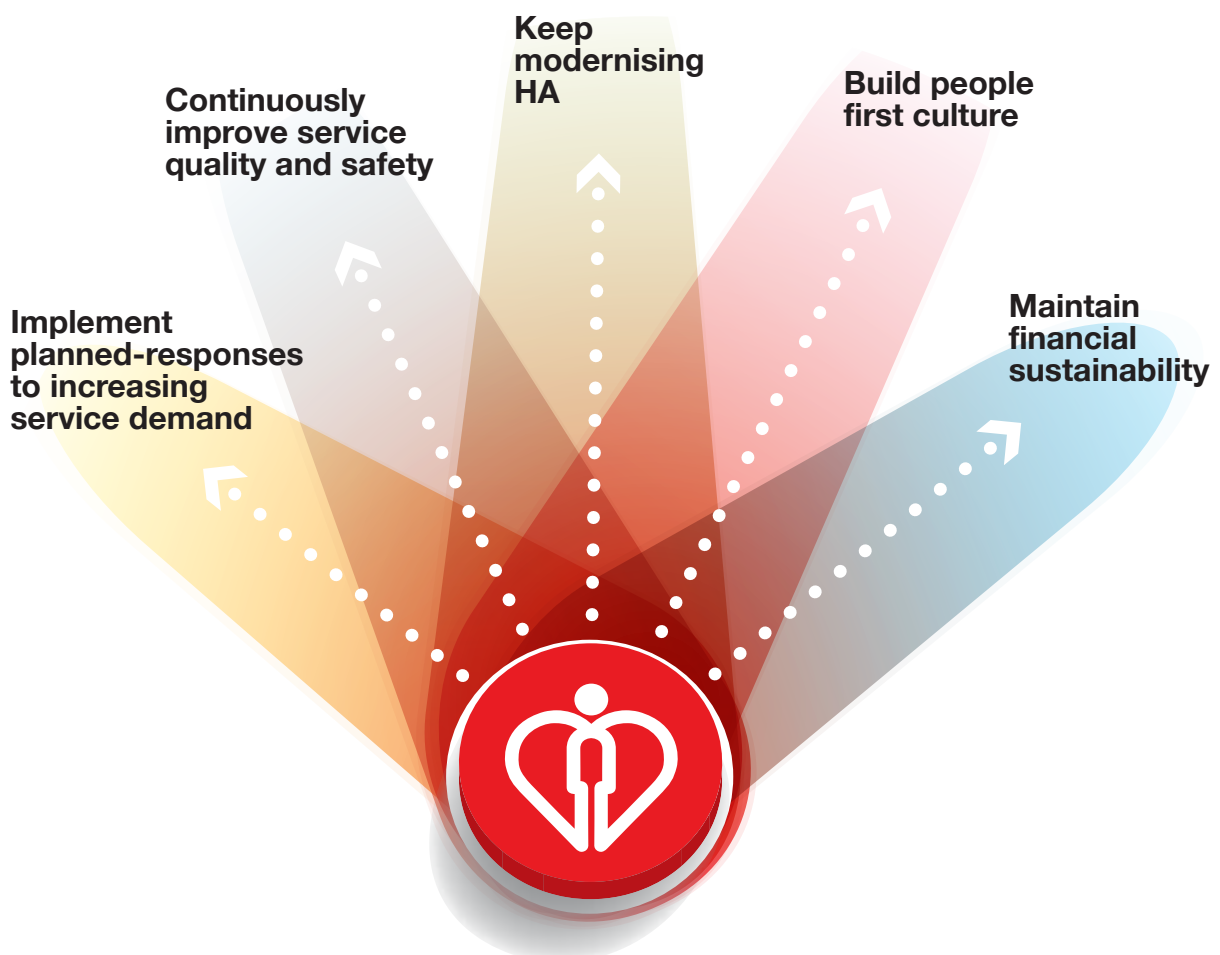 Keep
modernising
HA
Continuously
improve service
quality and safety
Build people
first culture
Implement
planned-responses
to increasing
service demand
Maintain
financial
sustainability